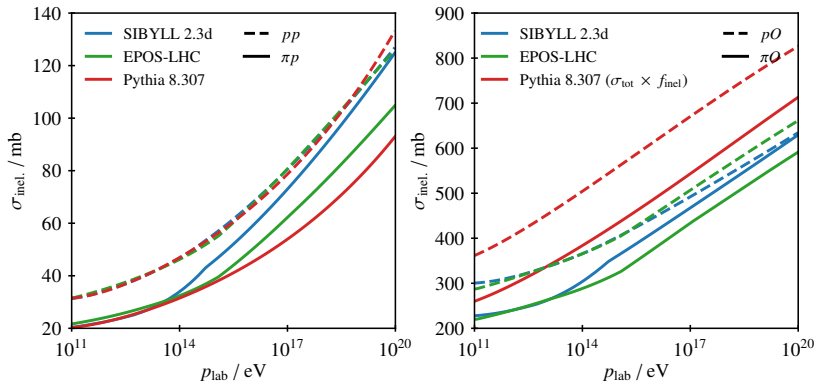 SIBYLL 2.3d
EPOS-LHC
Pythia 8.307
pp
πp
140
120
100
80
60
40
20
σinel. / mb
10^11
10^14
10^17
10^20
plab / eV
SIBYLL 2.3d
EPOS-LHC
Pythia 8.307 (σtot × finel)
pO
πO
900
800
700
600
500
400
300
200
σinel. / mb
10^11
10^14
10^17
10^20
plab / eV